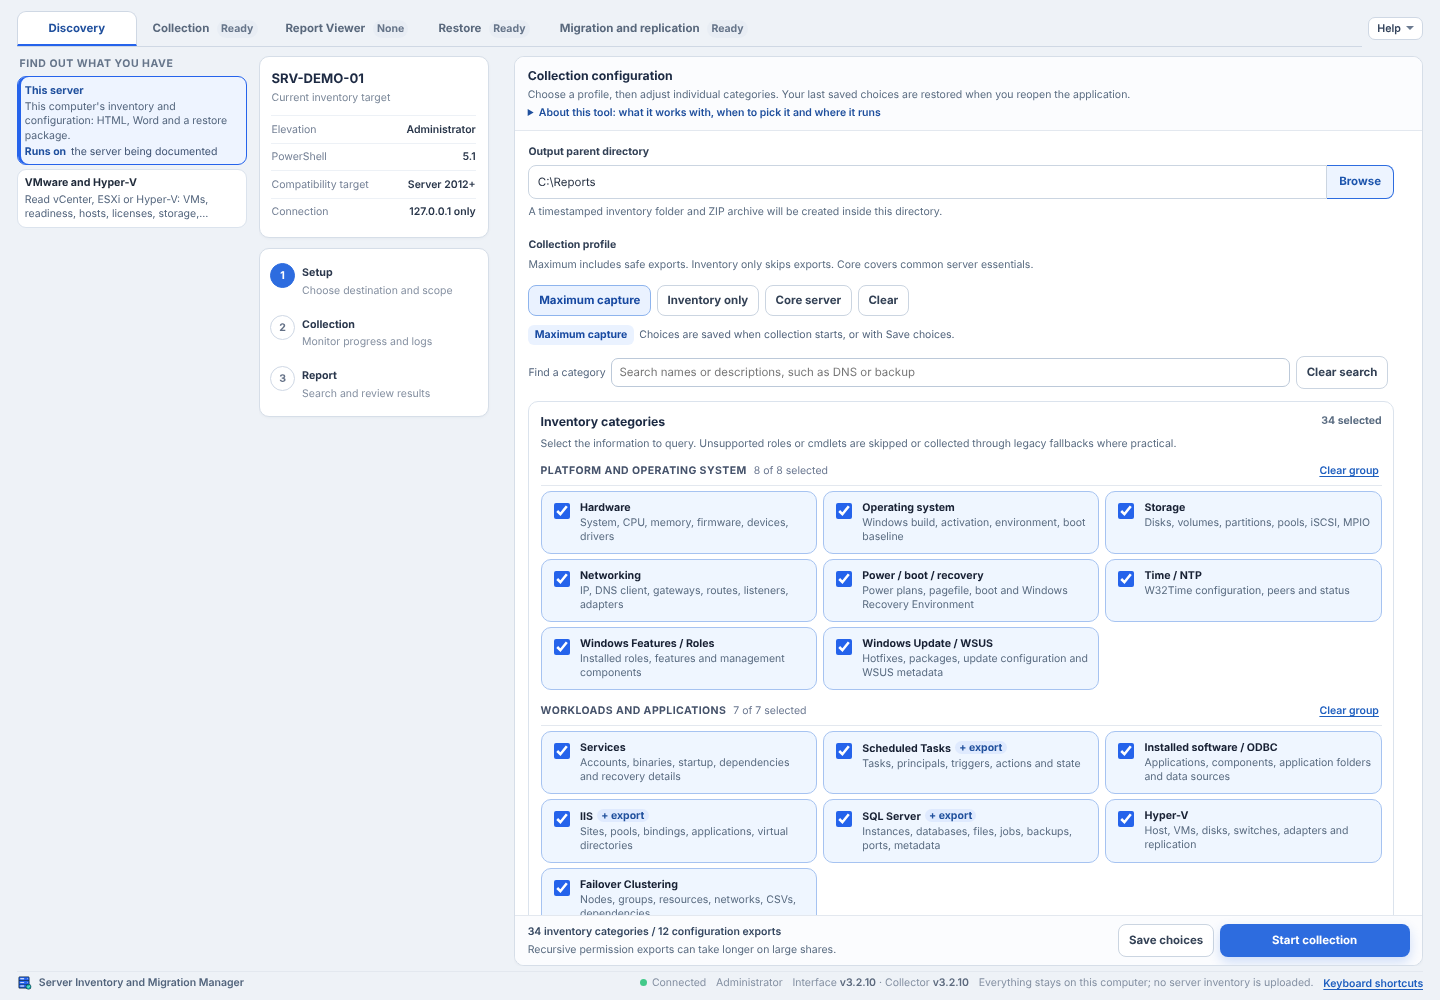 Discovery
Collection Ready
Report Viewer None
Restore Ready
Migration and replication Ready
Help
FIND OUT WHAT YOU HAVE
This server
This computer's inventory and
configuration: HTML, Word and a restore
package.
Runs on the server being documented
VMware and Hyper-V
Read vCenter, ESXi or Hyper-V: VMs,
readiness, hosts, licenses, storage,...
SRV-DEMO-01
Current inventory target
Elevation Administrator
PowerShell 5.1
Compatibility target Server 2012+
Connection 127.0.0.1 only
1 Setup
Choose destination and scope
2 Collection
Monitor progress and logs
3 Report
Search and review results
Collection configuration
Choose a profile, then adjust individual categories. Your last saved choices are restored when you reopen the application.
About this tool: what it works with, when to pick it and where it runs
Output parent directory
C:\Reports Browse
A timestamped inventory folder and ZIP archive will be created inside this directory.
Collection profile
Maximum includes safe exports. Inventory only skips exports. Core covers common server essentials.
Maximum capture Inventory only Core server Clear
Maximum capture Choices are saved when collection starts, or with Save choices.
Find a category Search names or descriptions, such as DNS or backup Clear search
Inventory categories 34 selected
Select the information to query. Unsupported roles or cmdlets are skipped or collected through legacy fallbacks where practical.
PLATFORM AND OPERATING SYSTEM 8 of 8 selected Clear group
Hardware
System, CPU, memory, firmware, devices,
drivers
Operating system
Windows build, activation, environment, boot
baseline
Storage
Disks, volumes, partitions, pools, iSCSI, MPIO
Networking
IP, DNS client, gateways, routes, listeners,
adapters
Power / boot / recovery
Power plans, pagefile, boot and Windows
Recovery Environment
Time / NTP
W32Time configuration, peers and status
Windows Features / Roles
Installed roles, features and management
components
Windows Update / WSUS
Hotfixes, packages, update configuration and
WSUS metadata
WORKLOADS AND APPLICATIONS 7 of 7 selected Clear group
Services
Accounts, binaries, startup, dependencies
and recovery details
Scheduled Tasks + export
Tasks, principals, triggers, actions and state
Installed software / ODBC
Applications, components, application folders
and data sources
IIS + export
Sites, pools, bindings, applications, virtual
directories
SQL Server + export
Instances, databases, files, jobs, backups,
ports, metadata
Hyper-V
Host, VMs, disks, switches, adapters and
replication
Failover Clustering
Nodes, groups, resources, networks, CSVs,
dependencies
34 inventory categories / 12 configuration exports
Recursive permission exports can take longer on large shares.
Save choices Start collection
Server Inventory and Migration Manager
Connected Administrator Interface v3.2.10 · Collector v3.2.10 Everything stays on this computer; no server inventory is uploaded. Keyboard shortcuts